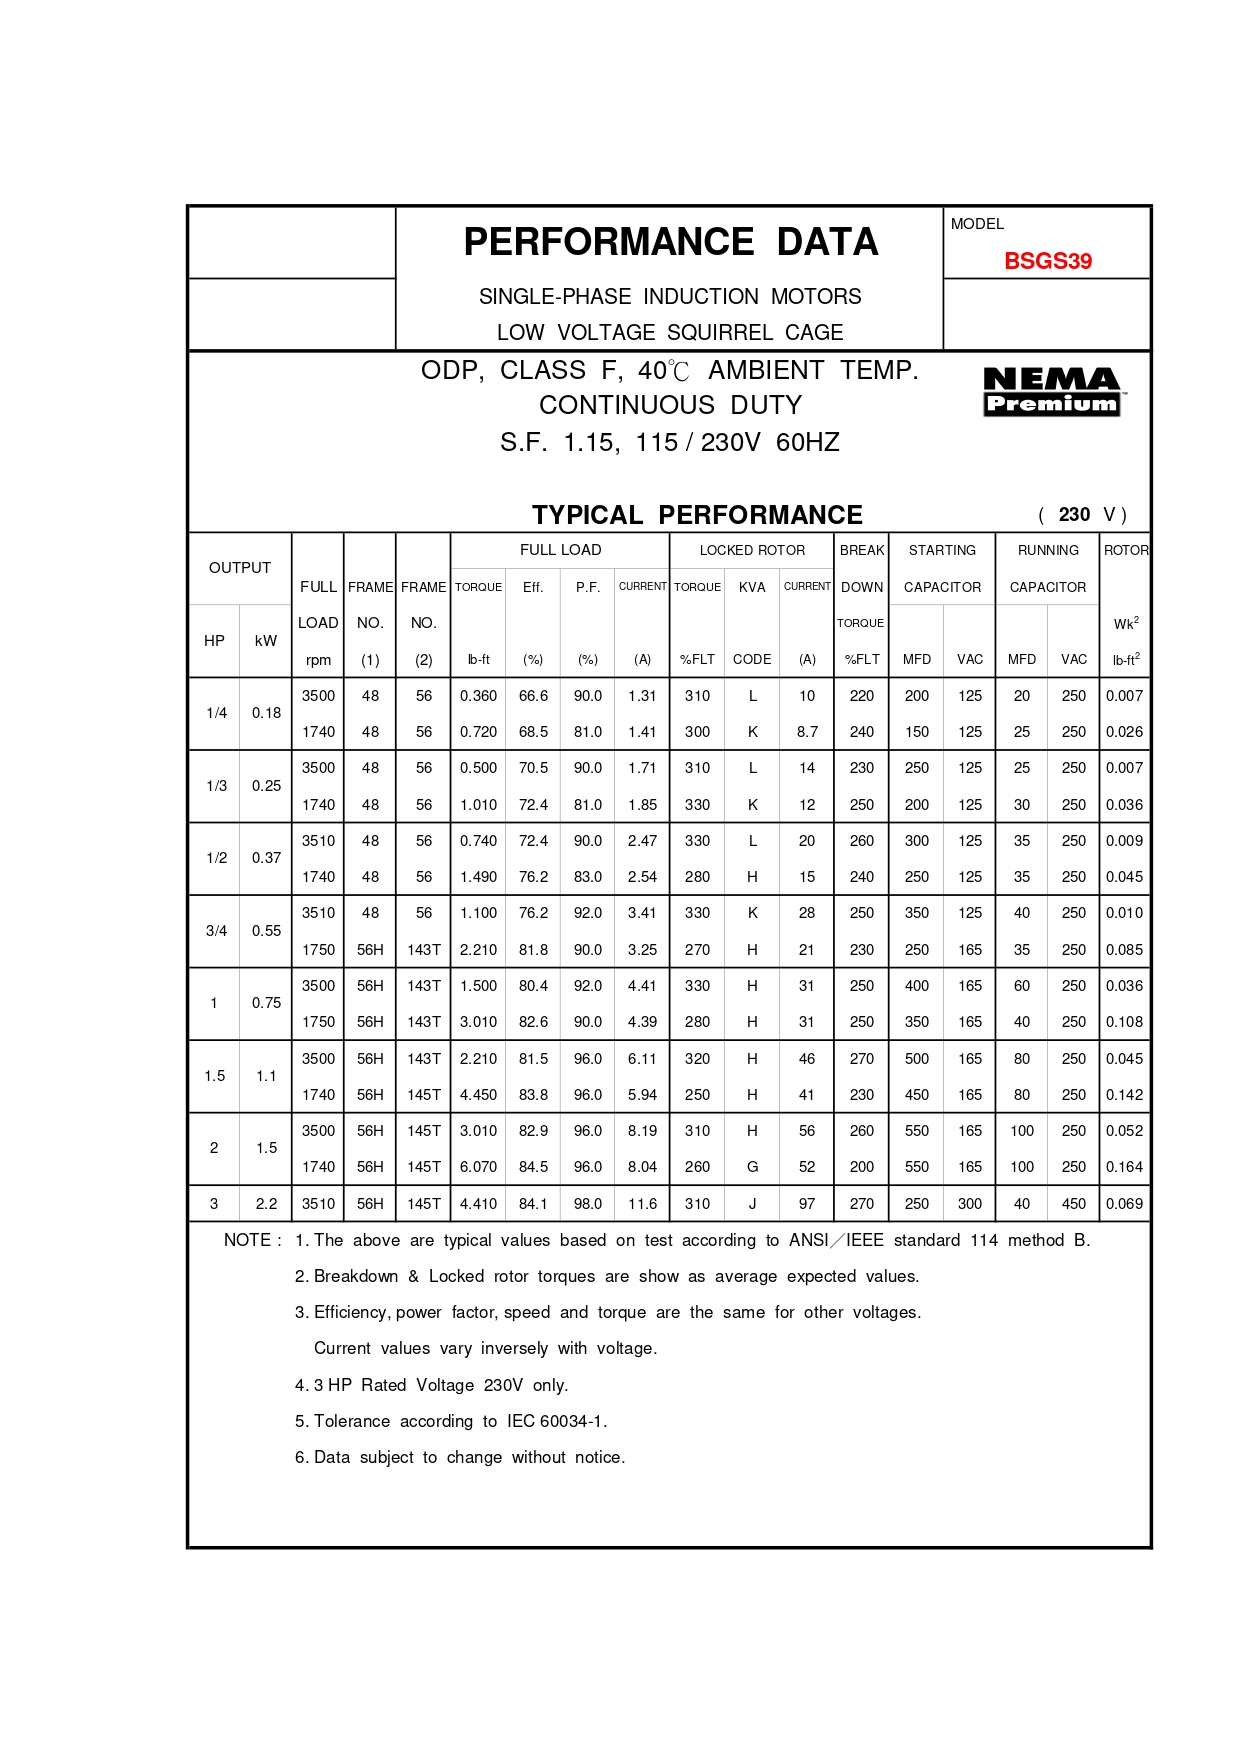 PERFORMANCE DATA
MODEL
BSGS39
SINGLE-PHASE INDUCTION MOTORS
LOW VOLTAGE SQUIRREL CAGE
ODP, CLASS F, 40℃ AMBIENT TEMP.
CONTINUOUS DUTY
S.F. 1.15, 115 / 230V 60HZ
NEMA
Premium™
TYPICAL PERFORMANCE ( 230 V )
FULL LOAD LOCKED ROTOR BREAK STARTING RUNNING ROTOR
OUTPUT
FULL FRAME FRAME TORQUE Eff. P.F. CURRENT TORQUE KVA CURRENT DOWN CAPACITOR CAPACITOR
LOAD NO. NO. TORQUE Wk²
HP kW
rpm (1) (2) lb-ft (%) (%) (A) %FLT CODE (A) %FLT MFD VAC MFD VAC lb-ft²
3500 48 56 0.360 66.6 90.0 1.31 310 L 10 220 200 125 20 250 0.007
1/4 0.18
1740 48 56 0.720 68.5 81.0 1.41 300 K 8.7 240 150 125 25 250 0.026
3500 48 56 0.500 70.5 90.0 1.71 310 L 14 230 250 125 25 250 0.007
1/3 0.25
1740 48 56 1.010 72.4 81.0 1.85 330 K 12 250 200 125 30 250 0.036
3510 48 56 0.740 72.4 90.0 2.47 330 L 20 260 300 125 35 250 0.009
1/2 0.37
1740 48 56 1.490 76.2 83.0 2.54 280 H 15 240 250 125 35 250 0.045
3510 48 56 1.100 76.2 92.0 3.41 330 K 28 250 350 125 40 250 0.010
3/4 0.55
1750 56H 143T 2.210 81.8 90.0 3.25 270 H 21 230 250 165 35 250 0.085
3500 56H 143T 1.500 80.4 92.0 4.41 330 H 31 250 400 165 60 250 0.036
1 0.75
1750 56H 143T 3.010 82.6 90.0 4.39 280 H 31 250 350 165 40 250 0.108
3500 56H 143T 2.210 81.5 96.0 6.11 320 H 46 270 500 165 80 250 0.045
1.5 1.1
1740 56H 145T 4.450 83.8 96.0 5.94 250 H 41 230 450 165 80 250 0.142
3500 56H 145T 3.010 82.9 96.0 8.19 310 H 56 260 550 165 100 250 0.052
2 1.5
1740 56H 145T 6.070 84.5 96.0 8.04 260 G 52 200 550 165 100 250 0.164
3 2.2 3510 56H 145T 4.410 84.1 98.0 11.6 310 J 97 270 250 300 40 450 0.069
NOTE : 1. The above are typical values based on test according to ANSI／IEEE standard 114 method B.
2. Breakdown & Locked rotor torques are show as average expected values.
3. Efficiency, power factor, speed and torque are the same for other voltages.
Current values vary inversely with voltage.
4. 3 HP Rated Voltage 230V only.
5. Tolerance according to IEC 60034-1.
6. Data subject to change without notice.